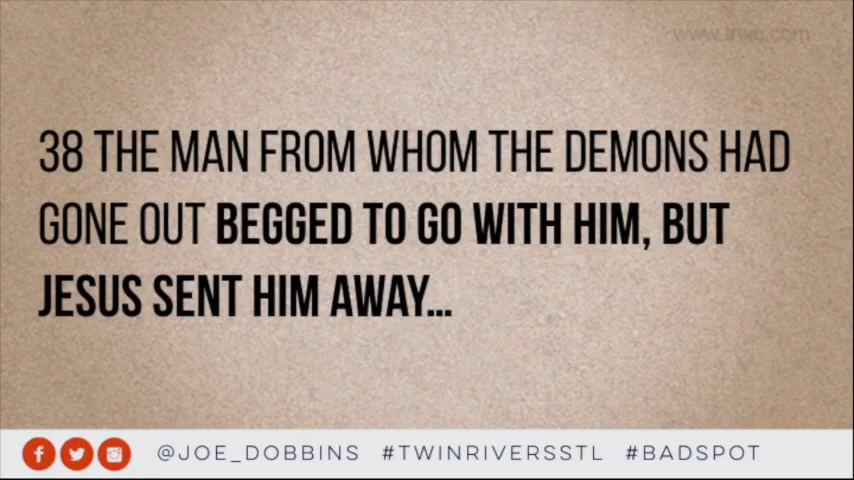 38 THE MAN FROM WHOM THE DEMONS HAD
GONE OUT BEGGED TO GO WITH HIM, BUT
JESUS SENT HIM AWAY...
@JOE_DOBBINS #TWINRIVERSSTL #BADSPOT